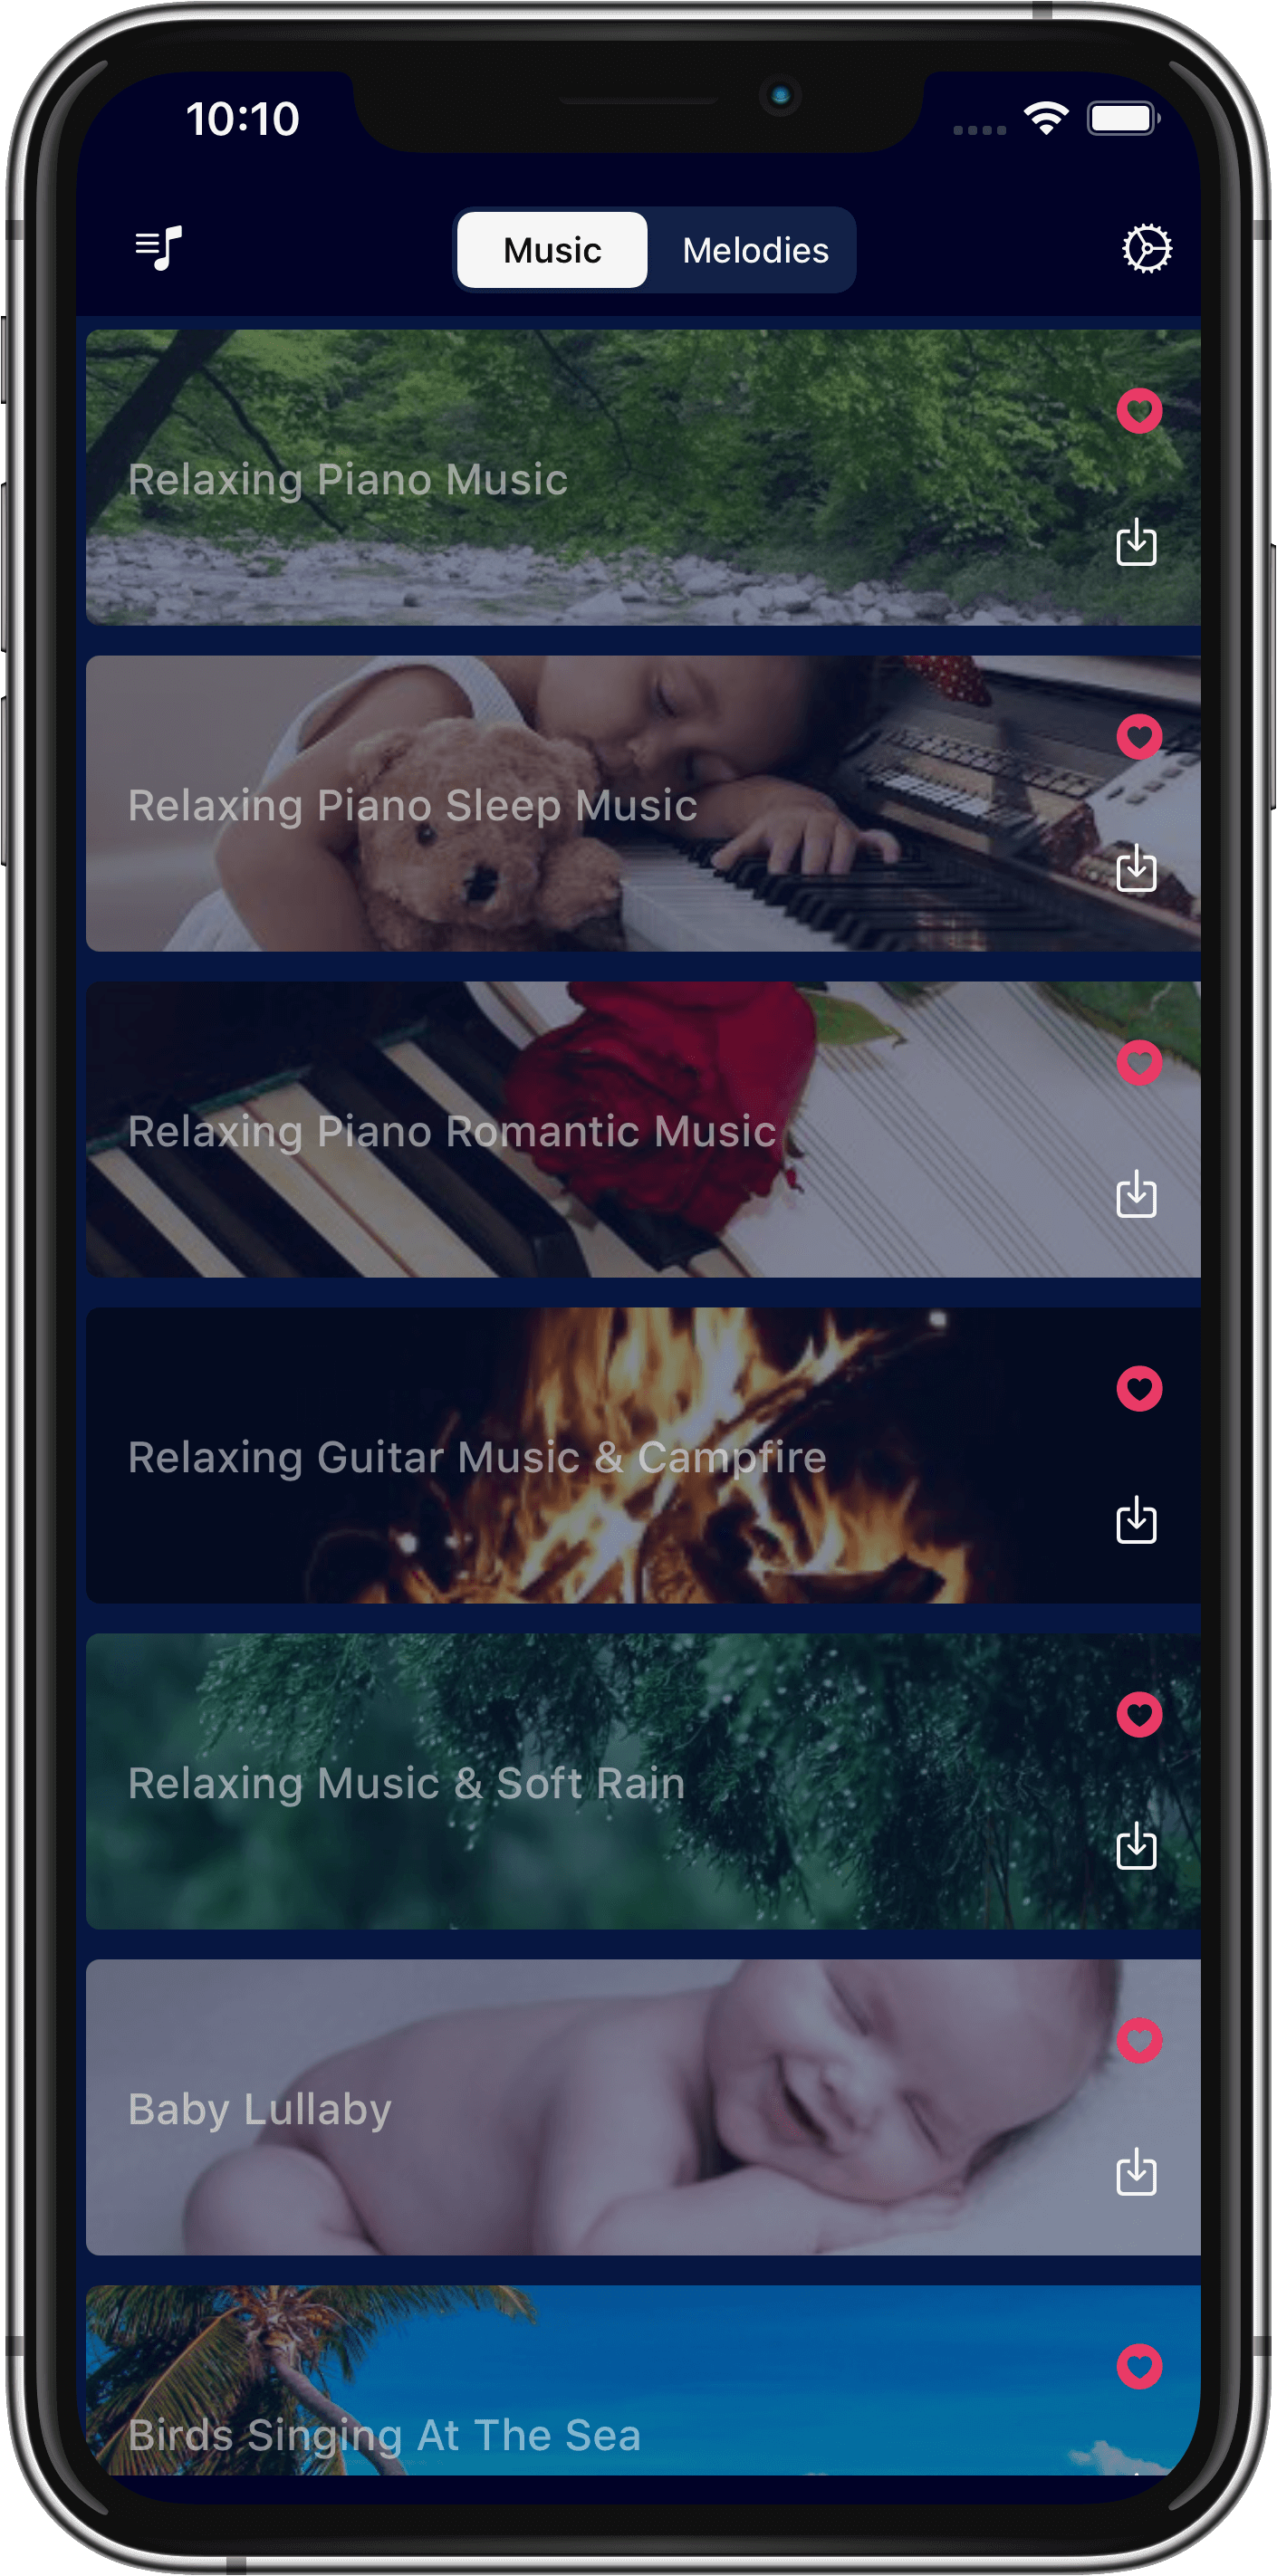 10:10
Music Melodies
Relaxing Piano Music
Relaxing Piano Sleep Music
Relaxing Piano Romantic Music
Relaxing Guitar Music & Campfire
Relaxing Music & Soft Rain
Baby Lullaby
Birds Singing At The Sea